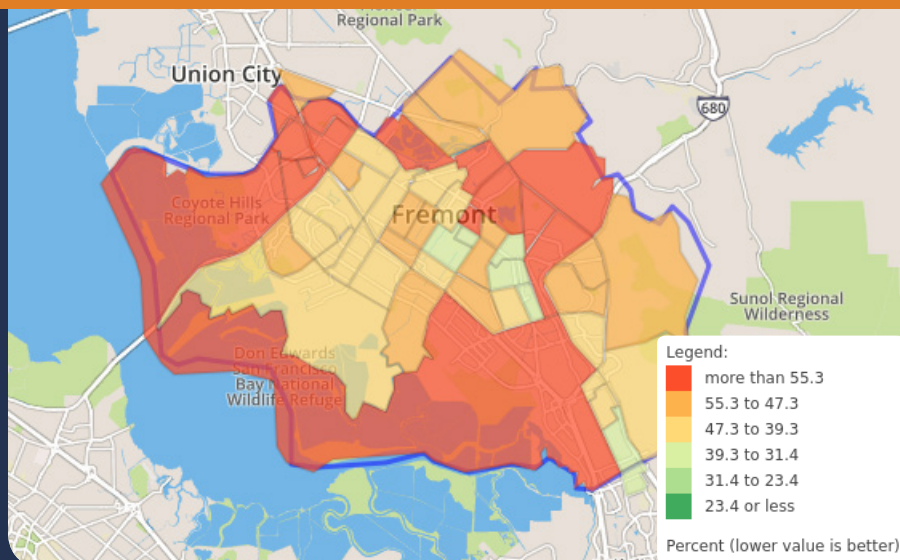 Regional Park
Union City
680
Coyote Hills
Regional Park
Fremont
Sunol Regional
Wilderness
Don Edwards
San Francisco
Bay National
Wildlife Refuge
Legend:
more than 55.3
55.3 to 47.3
47.3 to 39.3
39.3 to 31.4
31.4 to 23.4
23.4 or less
Percent (lower value is better)